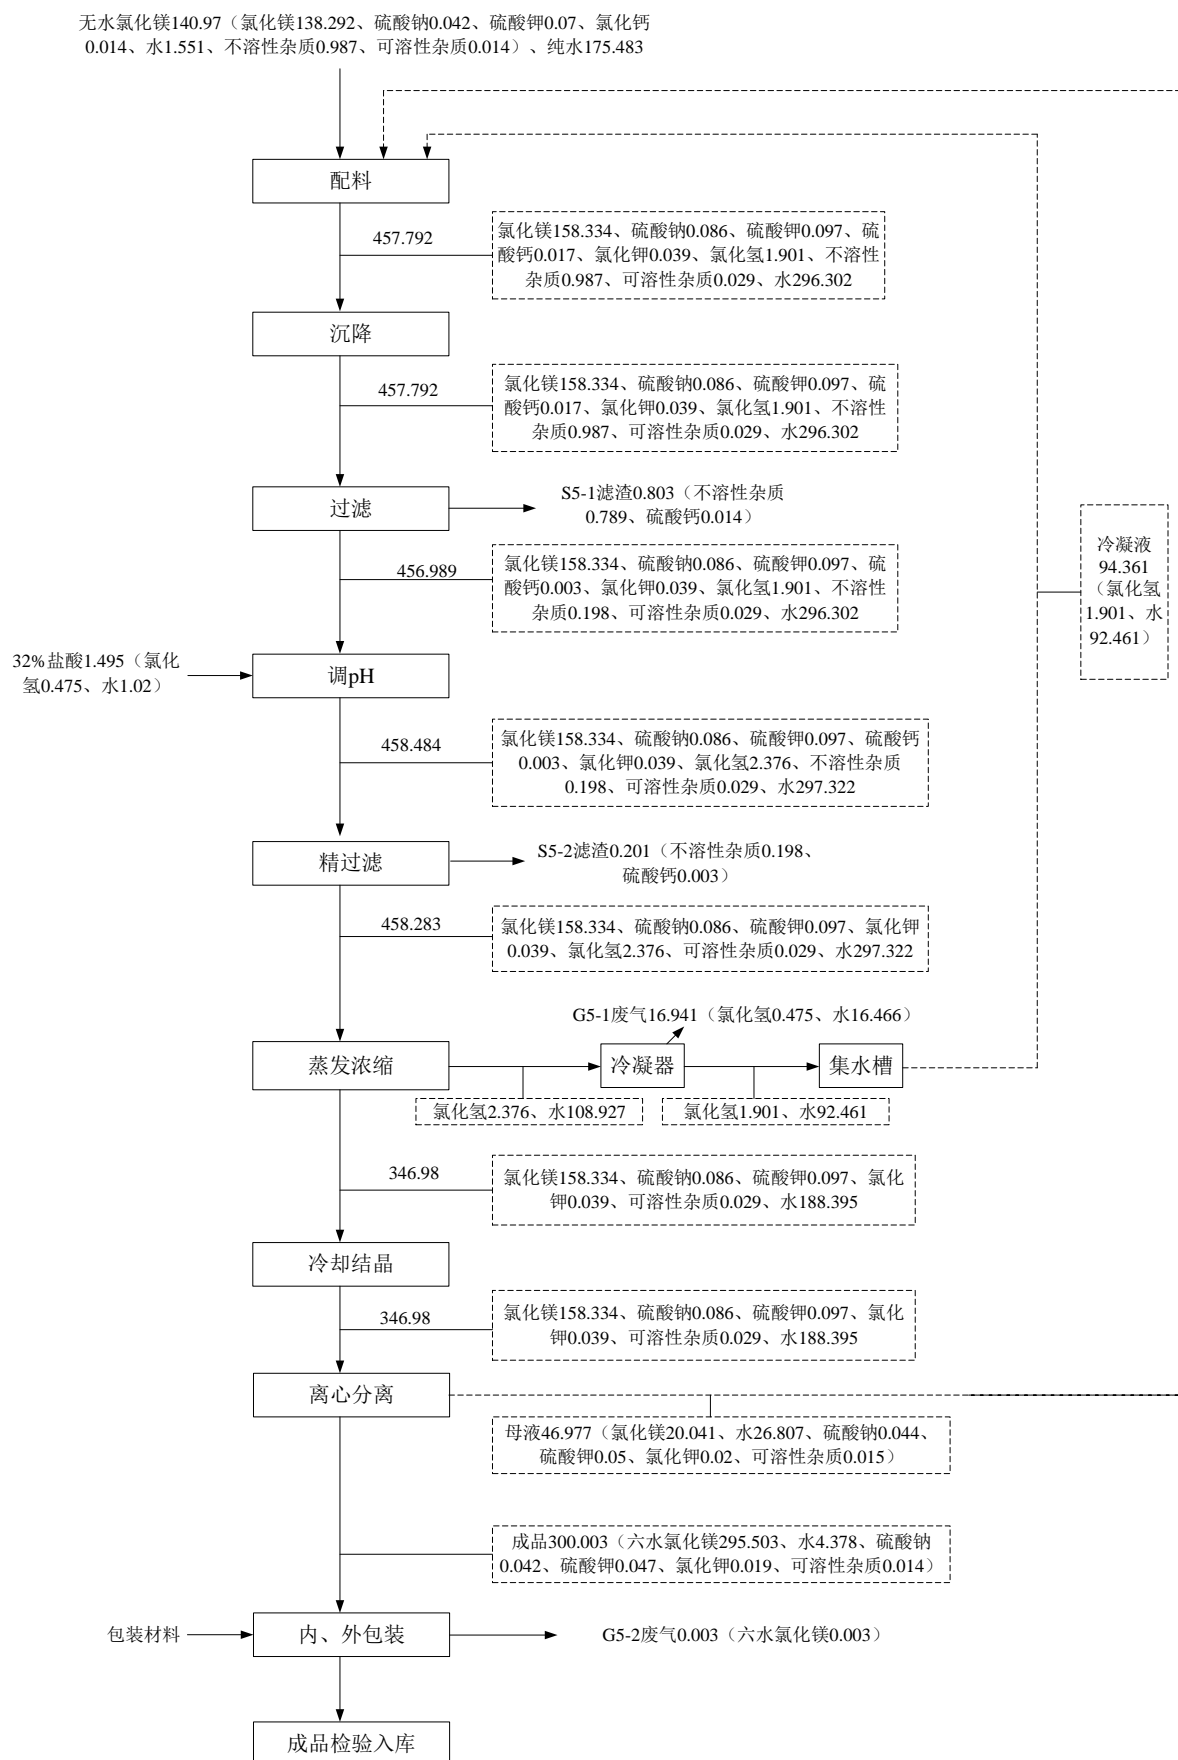 无水氯化镁140.97（氯化镁138.292、硫酸钠0.042、硫酸钾0.07、氯化钙
0.014、水1.551、不溶性杂质0.987、可溶性杂质0.014）、纯水175.483
配料
457.792
氯化镁158.334、硫酸钠0.086、硫酸钾0.097、硫
酸钙0.017、氯化钾0.039、氯化氢1.901、不溶性
杂质0.987、可溶性杂质0.029、水296.302
沉降
457.792
氯化镁158.334、硫酸钠0.086、硫酸钾0.097、硫
酸钙0.017、氯化钾0.039、氯化氢1.901、不溶性
杂质0.987、可溶性杂质0.029、水296.302
过滤
S5-1滤渣0.803（不溶性杂质
0.789、硫酸钙0.014）
冷凝液
94.361
（氯化氢
1.901、水
92.461）
456.989
氯化镁158.334、硫酸钠0.086、硫酸钾0.097、硫
酸钙0.003、氯化钾0.039、氯化氢1.901、不溶性
杂质0.198、可溶性杂质0.029、水296.302
32%盐酸1.495（氯化
氢0.475、水1.02）
调pH
458.484
氯化镁158.334、硫酸钠0.086、硫酸钾0.097、硫酸钙
0.003、氯化钾0.039、氯化氢2.376、不溶性杂质
0.198、可溶性杂质0.029、水297.322
精过滤
S5-2滤渣0.201（不溶性杂质0.198、
硫酸钙0.003）
458.283
氯化镁158.334、硫酸钠0.086、硫酸钾0.097、氯化钾
0.039、氯化氢2.376、可溶性杂质0.029、水297.322
G5-1废气16.941（氯化氢0.475、水16.466）
蒸发浓缩
冷凝器
集水槽
氯化氢2.376、水108.927
氯化氢1.901、水92.461
346.98
氯化镁158.334、硫酸钠0.086、硫酸钾0.097、氯化
钾0.039、可溶性杂质0.029、水188.395
冷却结晶
346.98
氯化镁158.334、硫酸钠0.086、硫酸钾0.097、氯化
钾0.039、可溶性杂质0.029、水188.395
离心分离
母液46.977（氯化镁20.041、水26.807、硫酸钠0.044、
硫酸钾0.05、氯化钾0.02、可溶性杂质0.015）
成品300.003（六水氯化镁295.503、水4.378、硫酸钠
0.042、硫酸钾0.047、氯化钾0.019、可溶性杂质0.014）
包装材料
内、外包装
G5-2废气0.003（六水氯化镁0.003）
成品检验入库